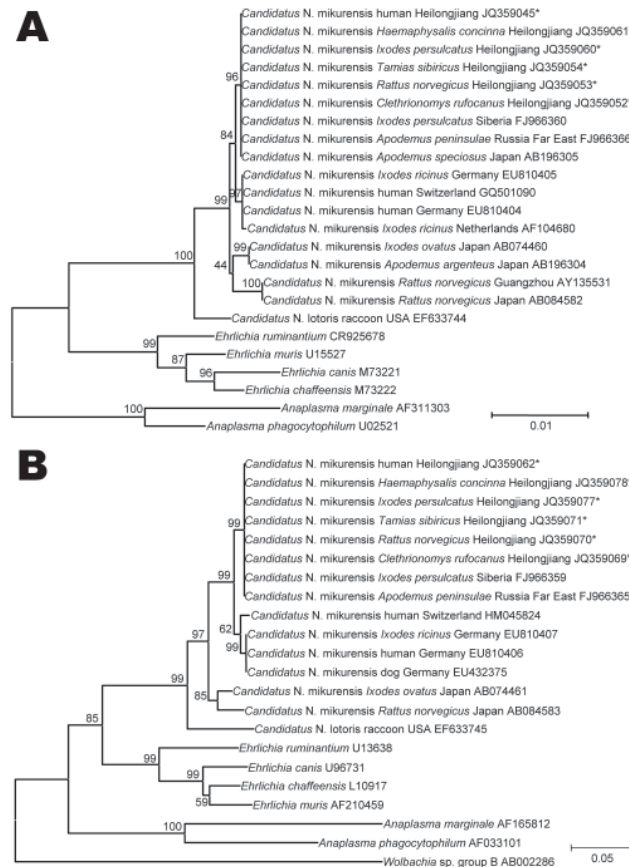 A
Candidatus N. mikurensis human Heilongjiang JQ359045*
Candidatus N. mikurensis Haemaphysalis concinna Heilongjiang JQ359061
Candidatus N. mikurensis Ixodes persulcatus Heilongjiang JQ359060*
96
Candidatus N. mikurensis Tamias sibiricus Heilongjiang JQ359054*
Candidatus N. mikurensis Rattus norvegicus Heilongjiang JQ359053*
Candidatus N. mikurensis Clethrionomys rufocanus Heilongjiang JQ359052*
Candidatus N. mikurensis Ixodes persulcatus Siberia FJ966360
84
Candidatus N. mikurensis Apodemus peninsulae Russia Far East FJ966366
Candidatus N. mikurensis Apodemus speciosus Japan AB196305
Candidatus N. mikurensis Ixodes ricinus Germany EU810405
97
Candidatus N. mikurensis human Switzerland GQ501090
99
Candidatus N. mikurensis human Germany EU810404
Candidatus N. mikurensis Ixodes ricinus Netherlands AF104680
99
Candidatus N. mikurensis Ixodes ovatus Japan AB074460
100
44
Candidatus N. mikurensis Apodemus argenteus Japan AB196304
100
Candidatus N. mikurensis Rattus norvegicus Guangzhou AY135531
Candidatus N. mikurensis Rattus norvegicus Japan AB084582
Candidatus N. lotoris raccoon USA EF633744
99
Ehrlichia ruminantium CR925678
87
Ehrlichia muris U15527
96
Ehrlichia canis M73221
Ehrlichia chaffeensis M73222
100
Anaplasma marginale AF311303
Anaplasma phagocytophilum U02521
0.01
B
Candidatus N. mikurensis human Heilongjiang JQ359062*
Candidatus N. mikurensis Haemaphysalis concinna Heilongjiang JQ359078*
Candidatus N. mikurensis Ixodes persulcatus Heilongjiang JQ359077*
99
Candidatus N. mikurensis Tamias sibiricus Heilongjiang JQ359071*
Candidatus N. mikurensis Rattus norvegicus Heilongjiang JQ359070*
Candidatus N. mikurensis Clethrionomys rufocanus Heilongjiang JQ359069*
99
Candidatus N. mikurensis Ixodes persulcatus Siberia FJ966359
Candidatus N. mikurensis Apodemus peninsulae Russia Far East FJ966365
Candidatus N. mikurensis human Switzerland HM045824
62
97
Candidatus N. mikurensis Ixodes ricinus Germany EU810407
99
Candidatus N. mikurensis human Germany EU810406
Candidatus N. mikurensis dog Germany EU432375
99
85
Candidatus N. mikurensis Ixodes ovatus Japan AB074461
Candidatus N. mikurensis Rattus norvegicus Japan AB084583
85
Candidatus N. lotoris raccoon USA EF633745
99
Ehrlichia ruminantium U13638
99
Ehrlichia canis U96731
Ehrlichia chaffeensis L10917
59
Ehrlichia muris AF210459
100
Anaplasma marginale AF165812
Anaplasma phagocytophilum AF033101
0.05
Wolbachia sp. group B AB002286